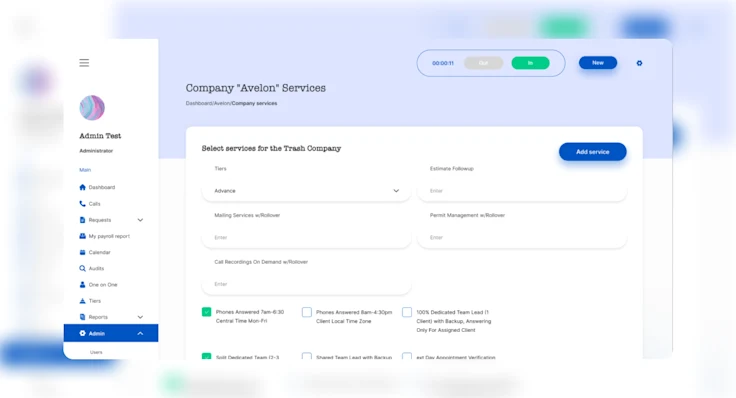 00:00:11
Out
In
New
Company "Avelon" Services
Dashboard/Avelon/Company services
Admin Test
Administrator
Main
Dashboard
Calls
Requests
My payroll report
Calendar
Audits
One on One
Tiers
Reports
Admin
Users
Select services for the Trash Company
Add service
Tiers
Estimate Followup
Advance
Enter
Mailing Services w/Rollover
Permit Management w/Rollover
Enter
Enter
Call Recordings On Demand w/Rollover
Enter
Phones Answered 7am-8:30
Central Time Mon-Fri
Phones Answered 8am-4:30pm
Client Local Time Zone
100% Dedicated Team Lead (1
Client) with Backup, Answering
Only For Assigned Client
Split Dedicated Team (2-3
Shared Team Lead with Backup
ext Day Appointment Verification